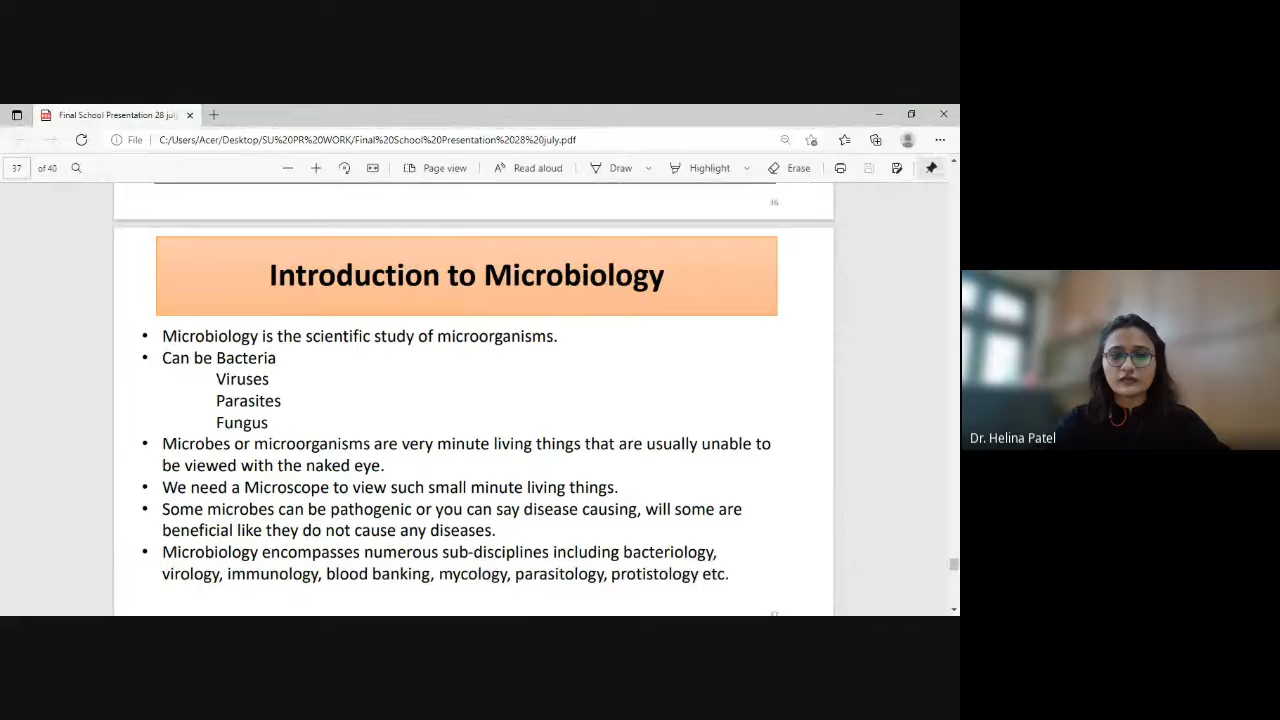 Final School Presentation 28 july
File
C:/Users/Acer/Desktop/SU%20PR%20WORK/Final%20School%20Presentation%2028%20july.pdf
37 of 40
Page view
Read aloud
Draw
Highlight
Erase
36
Introduction to Microbiology
• Microbiology is the scientific study of microorganisms.
• Can be Bacteria
Viruses
Parasites
Fungus
• Microbes or microorganisms are very minute living things that are usually unable to
be viewed with the naked eye.
• We need a Microscope to view such small minute living things.
• Some microbes can be pathogenic or you can say disease causing, will some are
beneficial like they do not cause any diseases.
• Microbiology encompasses numerous sub-disciplines including bacteriology,
virology, immunology, blood banking, mycology, parasitology, protistology etc.
Dr. Helina Patel